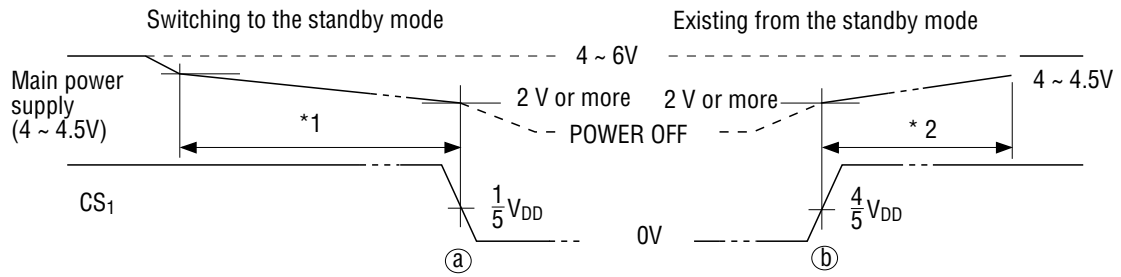 Switching to the standby mode
Existing from the standby mode
4 ~ 6V
Main power
supply
(4 ~ 4.5V)
4 ~ 4.5V
2 V or more
2 V or more
*1
POWER OFF
* 2
CS1
1/5 VDD
4/5 VDD
0V
ⓐ
ⓑ